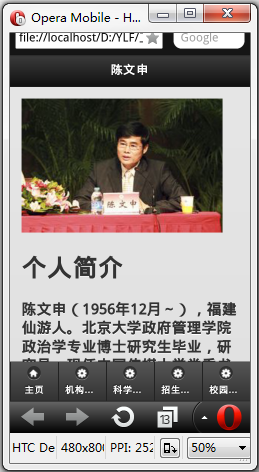 Opera Mobile - H...
file://localhost/D:/YLF/
Google
陈文申
陈文申
个人简介
陈文申（1956年12月～），福建
仙游人。北京大学政府管理学院
政治学专业博士研究生毕业，研
主页
机构...
科学...
招生...
校园...
13
HTC De
480x80
PPI: 252
50%